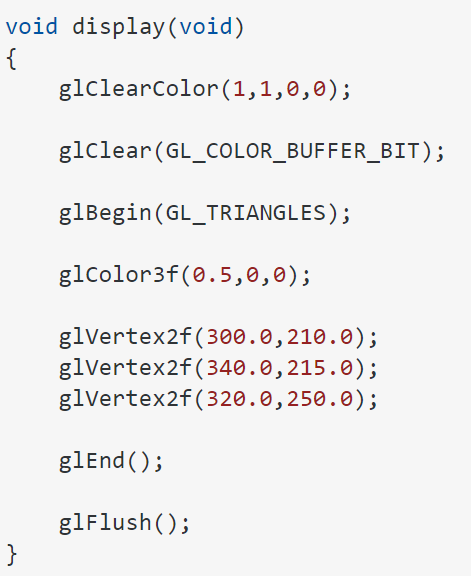 void display(void)
{
glClearColor(1,1,0,0);
glClear(GL_COLOR_BUFFER_BIT);
glBegin(GL_TRIANGLES);
glColor3f(0.5,0,0);
glVertex2f(300.0,210.0);
glVertex2f(340.0,215.0);
glVertex2f(320.0,250.0);
glEnd();
glFlush();
}